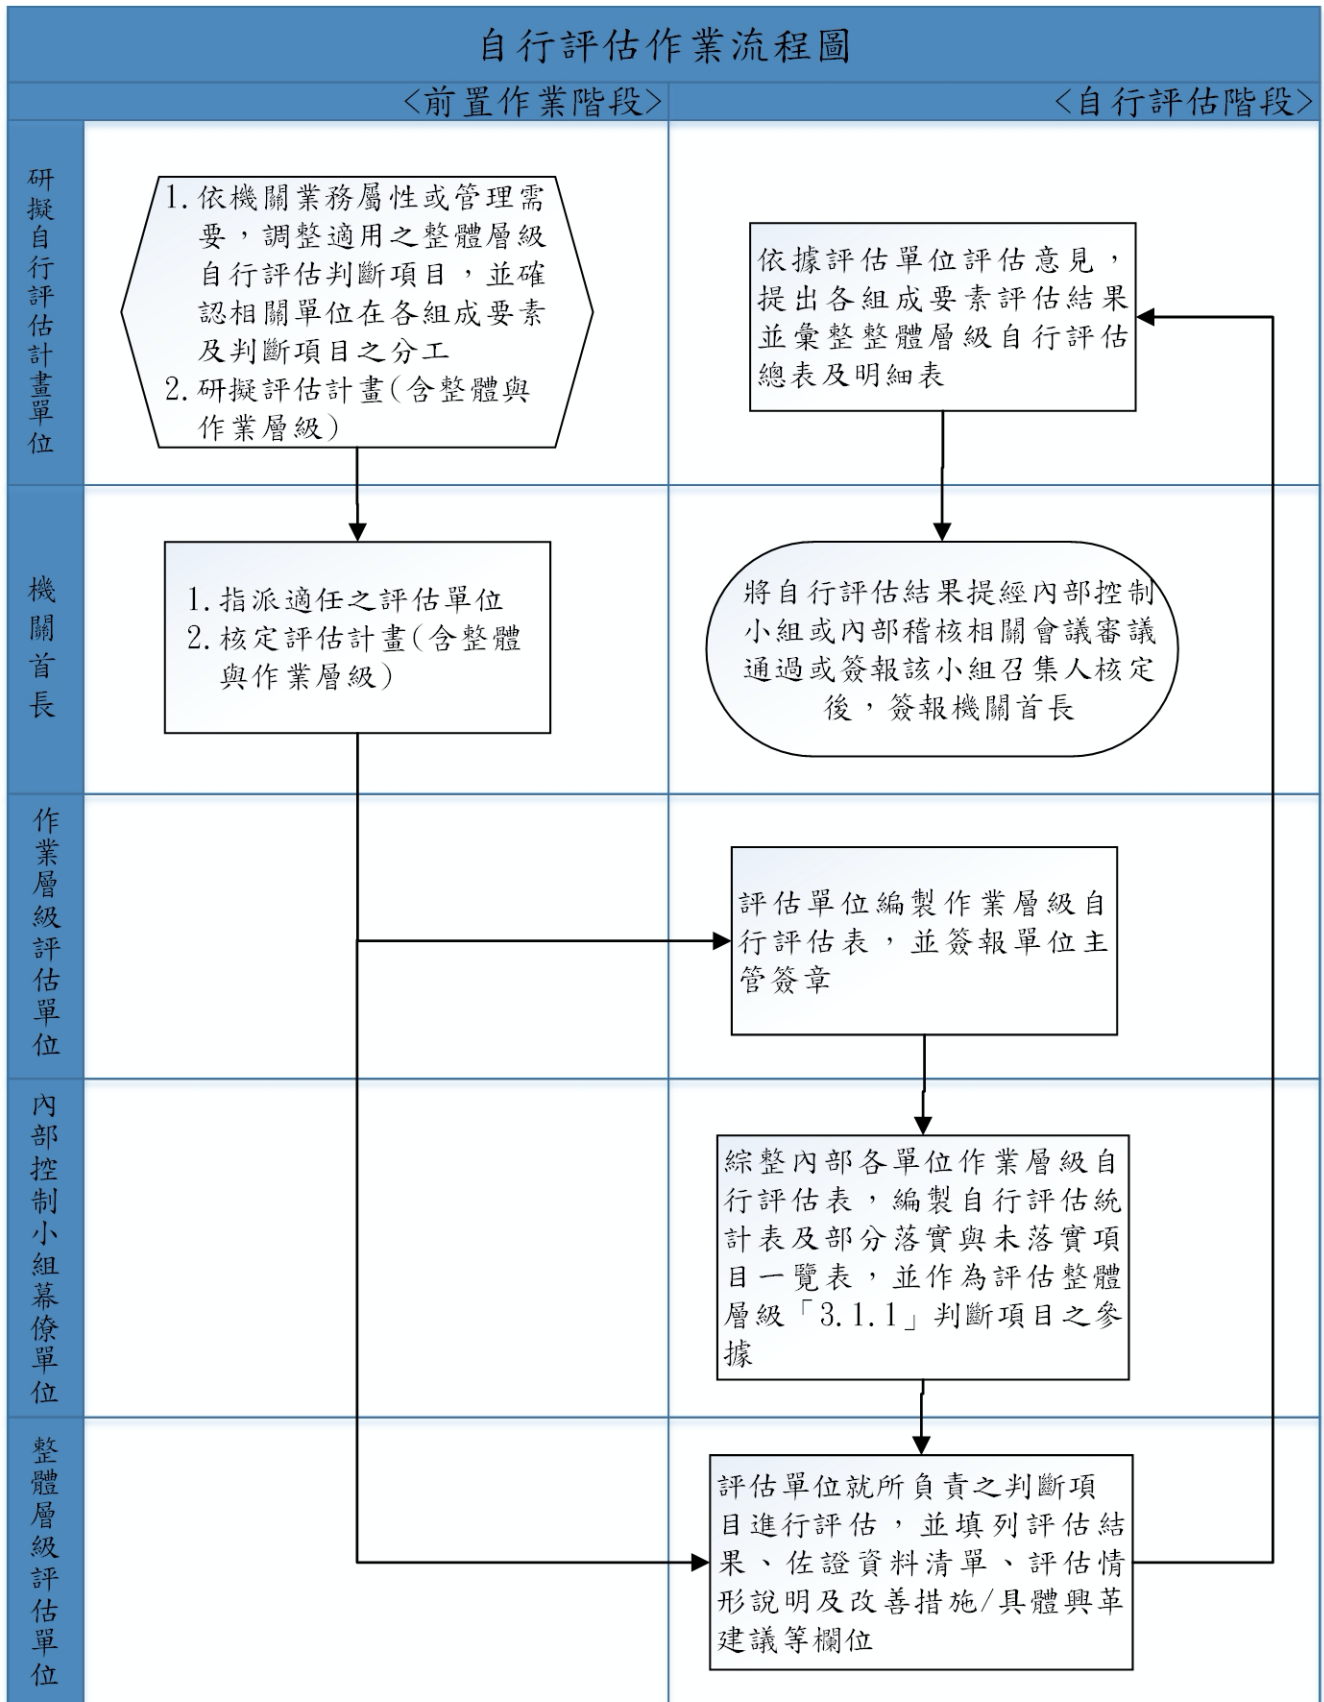 自行評估作業流程圖
<前置作業階段>
<自行評估階段>
研擬自行評估計畫單位
1.依機關業務屬性或管理需
要，調整適用之整體層級
自行評估判斷項目，並確
認相關單位在各組成要素
及判斷項目之分工
2.研擬評估計畫(含整體與
作業層級)
依據評估單位評估意見，
提出各組成要素評估結果
並彙整整體層級自行評估
總表及明細表
機關首長
1.指派適任之評估單位
2.核定評估計畫(含整體
與作業層級)
將自行評估結果提經內部控制
小組或內部稽核相關會議審議
通過或簽報該小組召集人核定
後，簽報機關首長
作業層級評估單位
評估單位編製作業層級自
行評估表，並簽報單位主
管簽章
內部控制小組幕僚單位
綜整內部各單位作業層級自
行評估表，編製自行評估統
計表及部分落實與未落實項
目一覽表，並作為評估整體
層級「3.1.1」判斷項目之參
據
整體層級評估單位
評估單位就所負責之判斷項
目進行評估，並填列評估結
果、佐證資料清單、評估情
形說明及改善措施/具體興革
建議等欄位